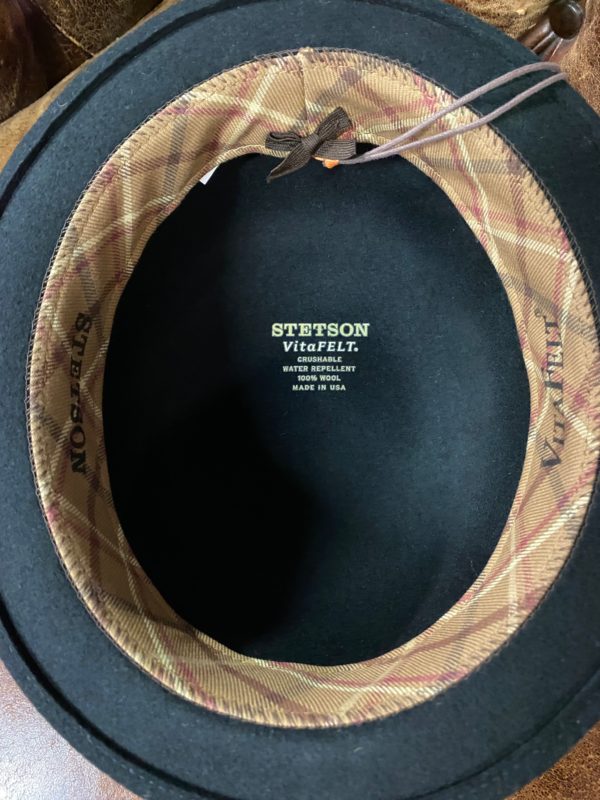 STETSON
VitaFELT®
STETSON
VitaFELT.
CRUSHABLE
WATER REPELLENT
100% WOOL
MADE IN USA